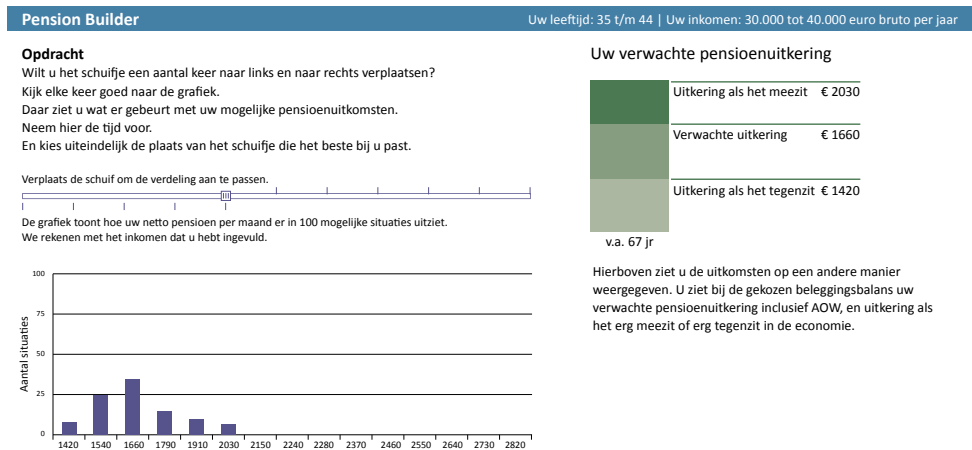 Pension Builder
Uw leeftijd: 35 t/m 44 | Uw inkomen: 30.000 tot 40.000 euro bruto per jaar
Opdracht
Wilt u het schuifje een aantal keer naar links en naar rechts verplaatsen?
Kijk elke keer goed naar de grafiek.
Daar ziet u wat er gebeurt met uw mogelijke pensioenuitkomsten.
Neem hier de tijd voor.
En kies uiteindelijk de plaats van het schuifje die het beste bij u past.
Verplaats de schuif om de verdeling aan te passen.
De grafiek toont hoe uw netto pensioen per maand er in 100 mogelijke situaties uitziet.
We rekenen met het inkomen dat u hebt ingevuld.
Aantal situaties
100
75
50
25
0
1420 1540 1660 1790 1910 2030 2150 2240 2280 2370 2460 2550 2640 2730 2820
Uw verwachte pensioenuitkering
Uitkering als het meezit € 2030
Verwachte uitkering € 1660
Uitkering als het tegenzit € 1420
v.a. 67 jr
Hierboven ziet u de uitkomsten op een andere manier
weergegeven. U ziet bij de gekozen beleggingsbalans uw
verwachte pensioenuitkering inclusief AOW, en uitkering als
het erg meezit of erg tegenzit in de economie.